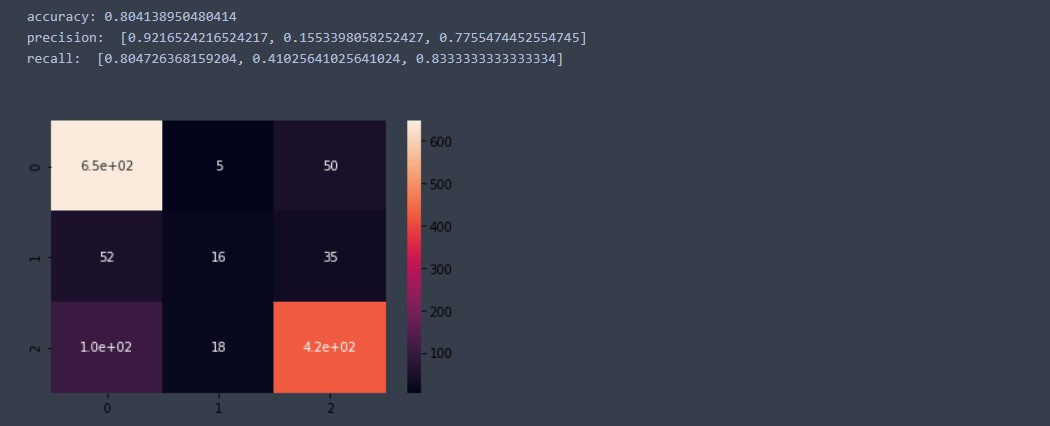 accuracy: 0.804138950480414
precision:  [0.9216524216524217, 0.1553398058252427, 0.7755474452554745]
recall:  [0.804726368159204, 0.41025641025641024, 0.8333333333333334]
0 6.5e+02 5 50
1 52 16 35
2 1.0e+02 18 4.2e+02
0 1 2
600
500
400
300
200
100